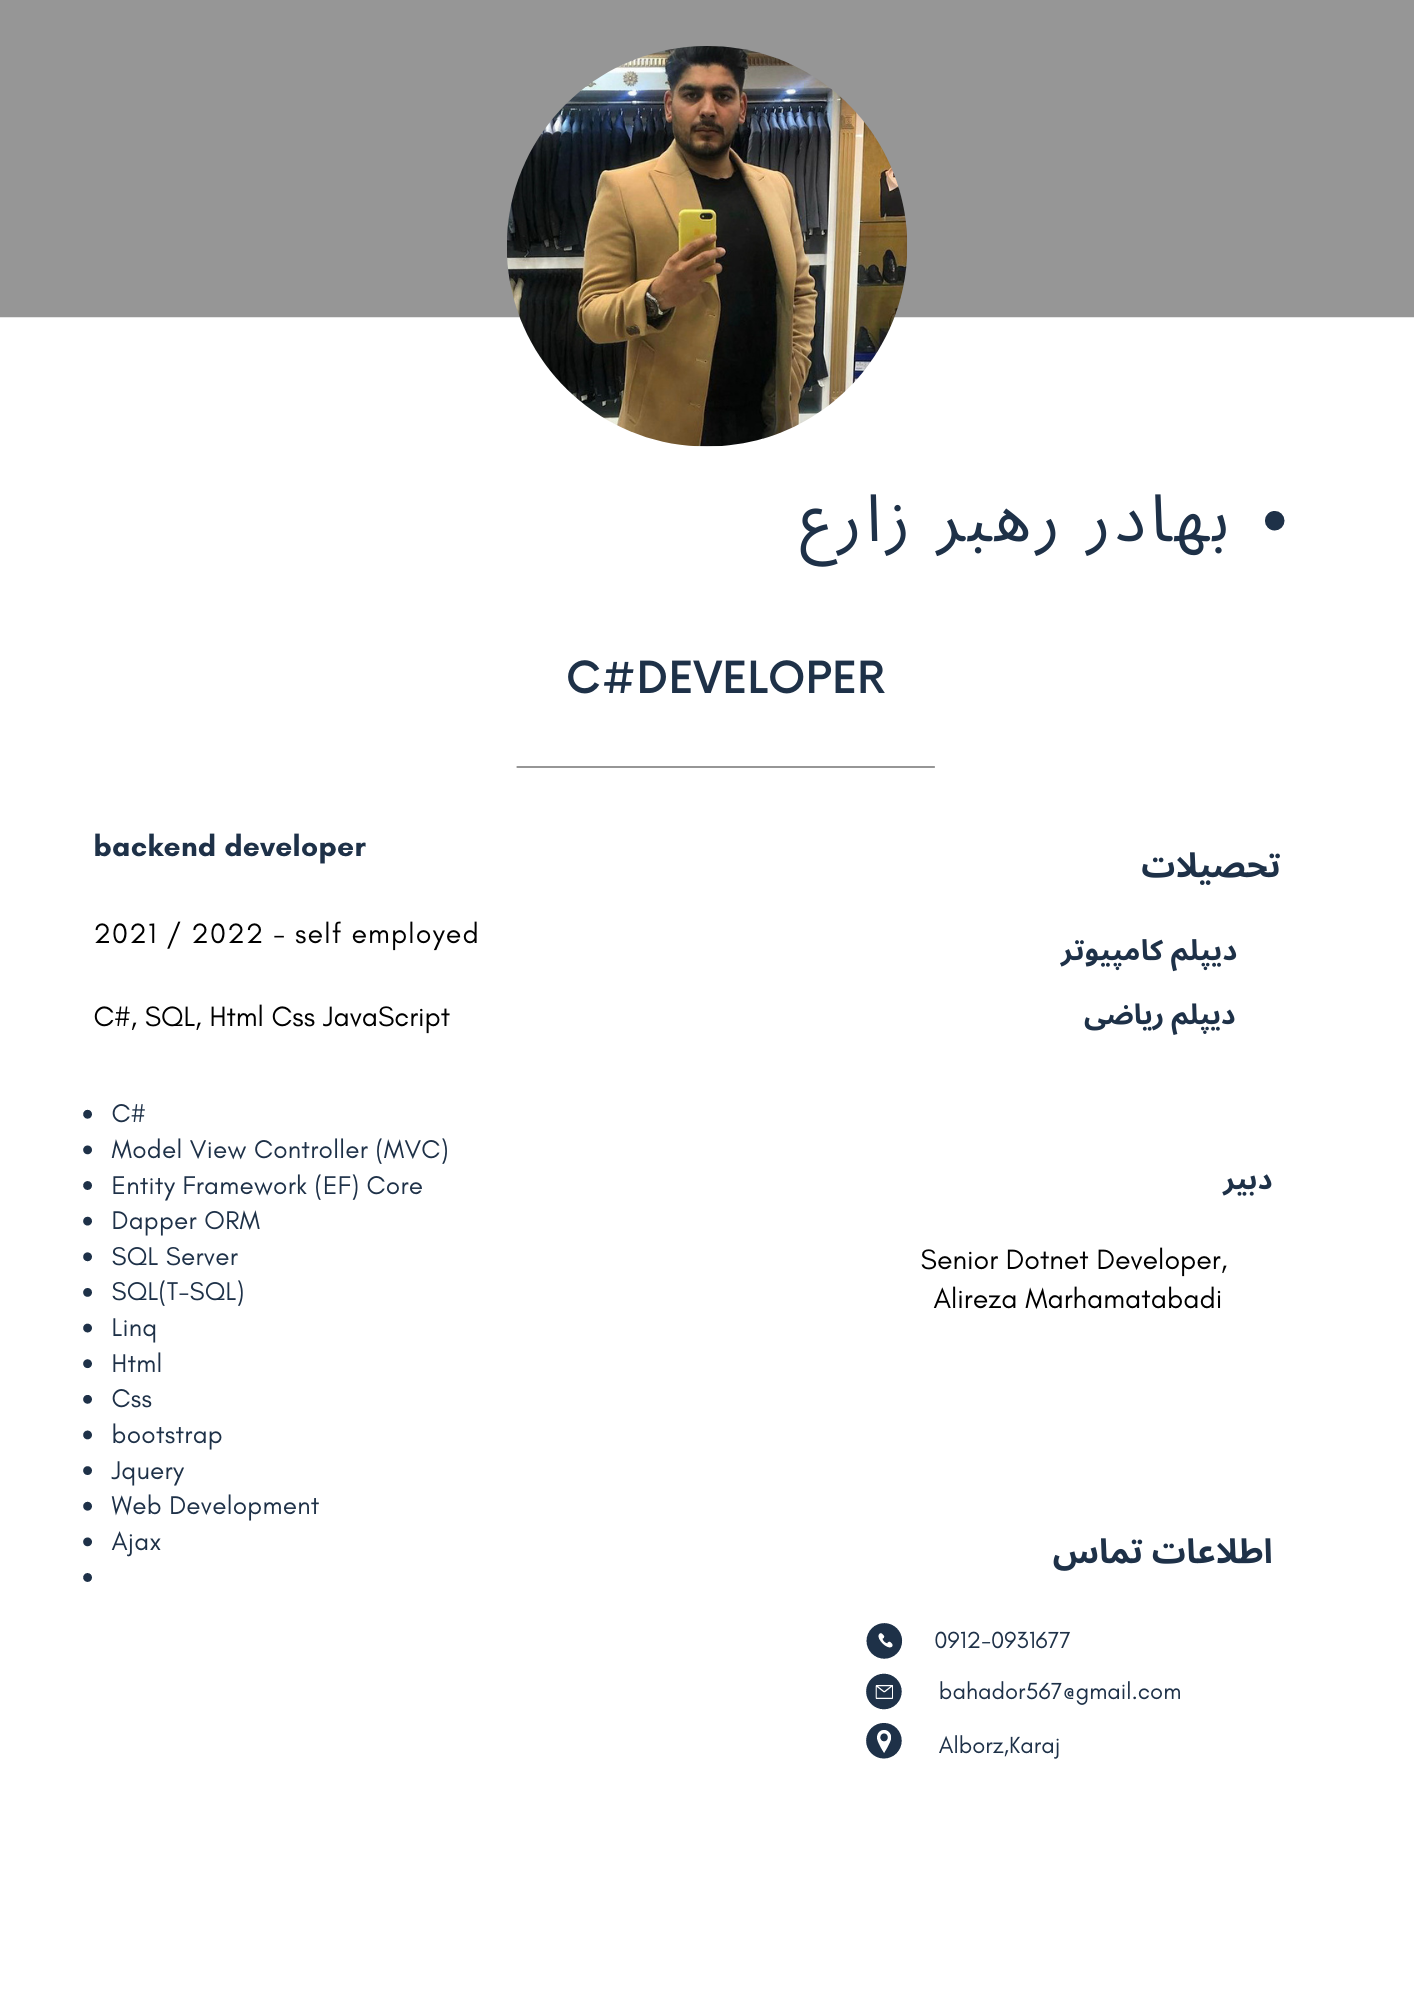 • بهادر رهبر زارع
C#DEVELOPER
backend developer
2021 / 2022 - self employed
C#, SQL, Html Css JavaScript
• C#
• Model View Controller (MVC)
• Entity Framework (EF) Core
• Dapper ORM
• SQL Server
• SQL(T-SQL)
• Linq
• Html
• Css
• bootstrap
• Jquery
• Web Development
• Ajax
•
تحصیلات
دیپلم کامپیوتر
دیپلم ریاضی
دبیر
Senior Dotnet Developer,
Alireza Marhamatabadi
اطلاعات تماس
0912-0931677
bahador567@gmail.com
Alborz,Karaj